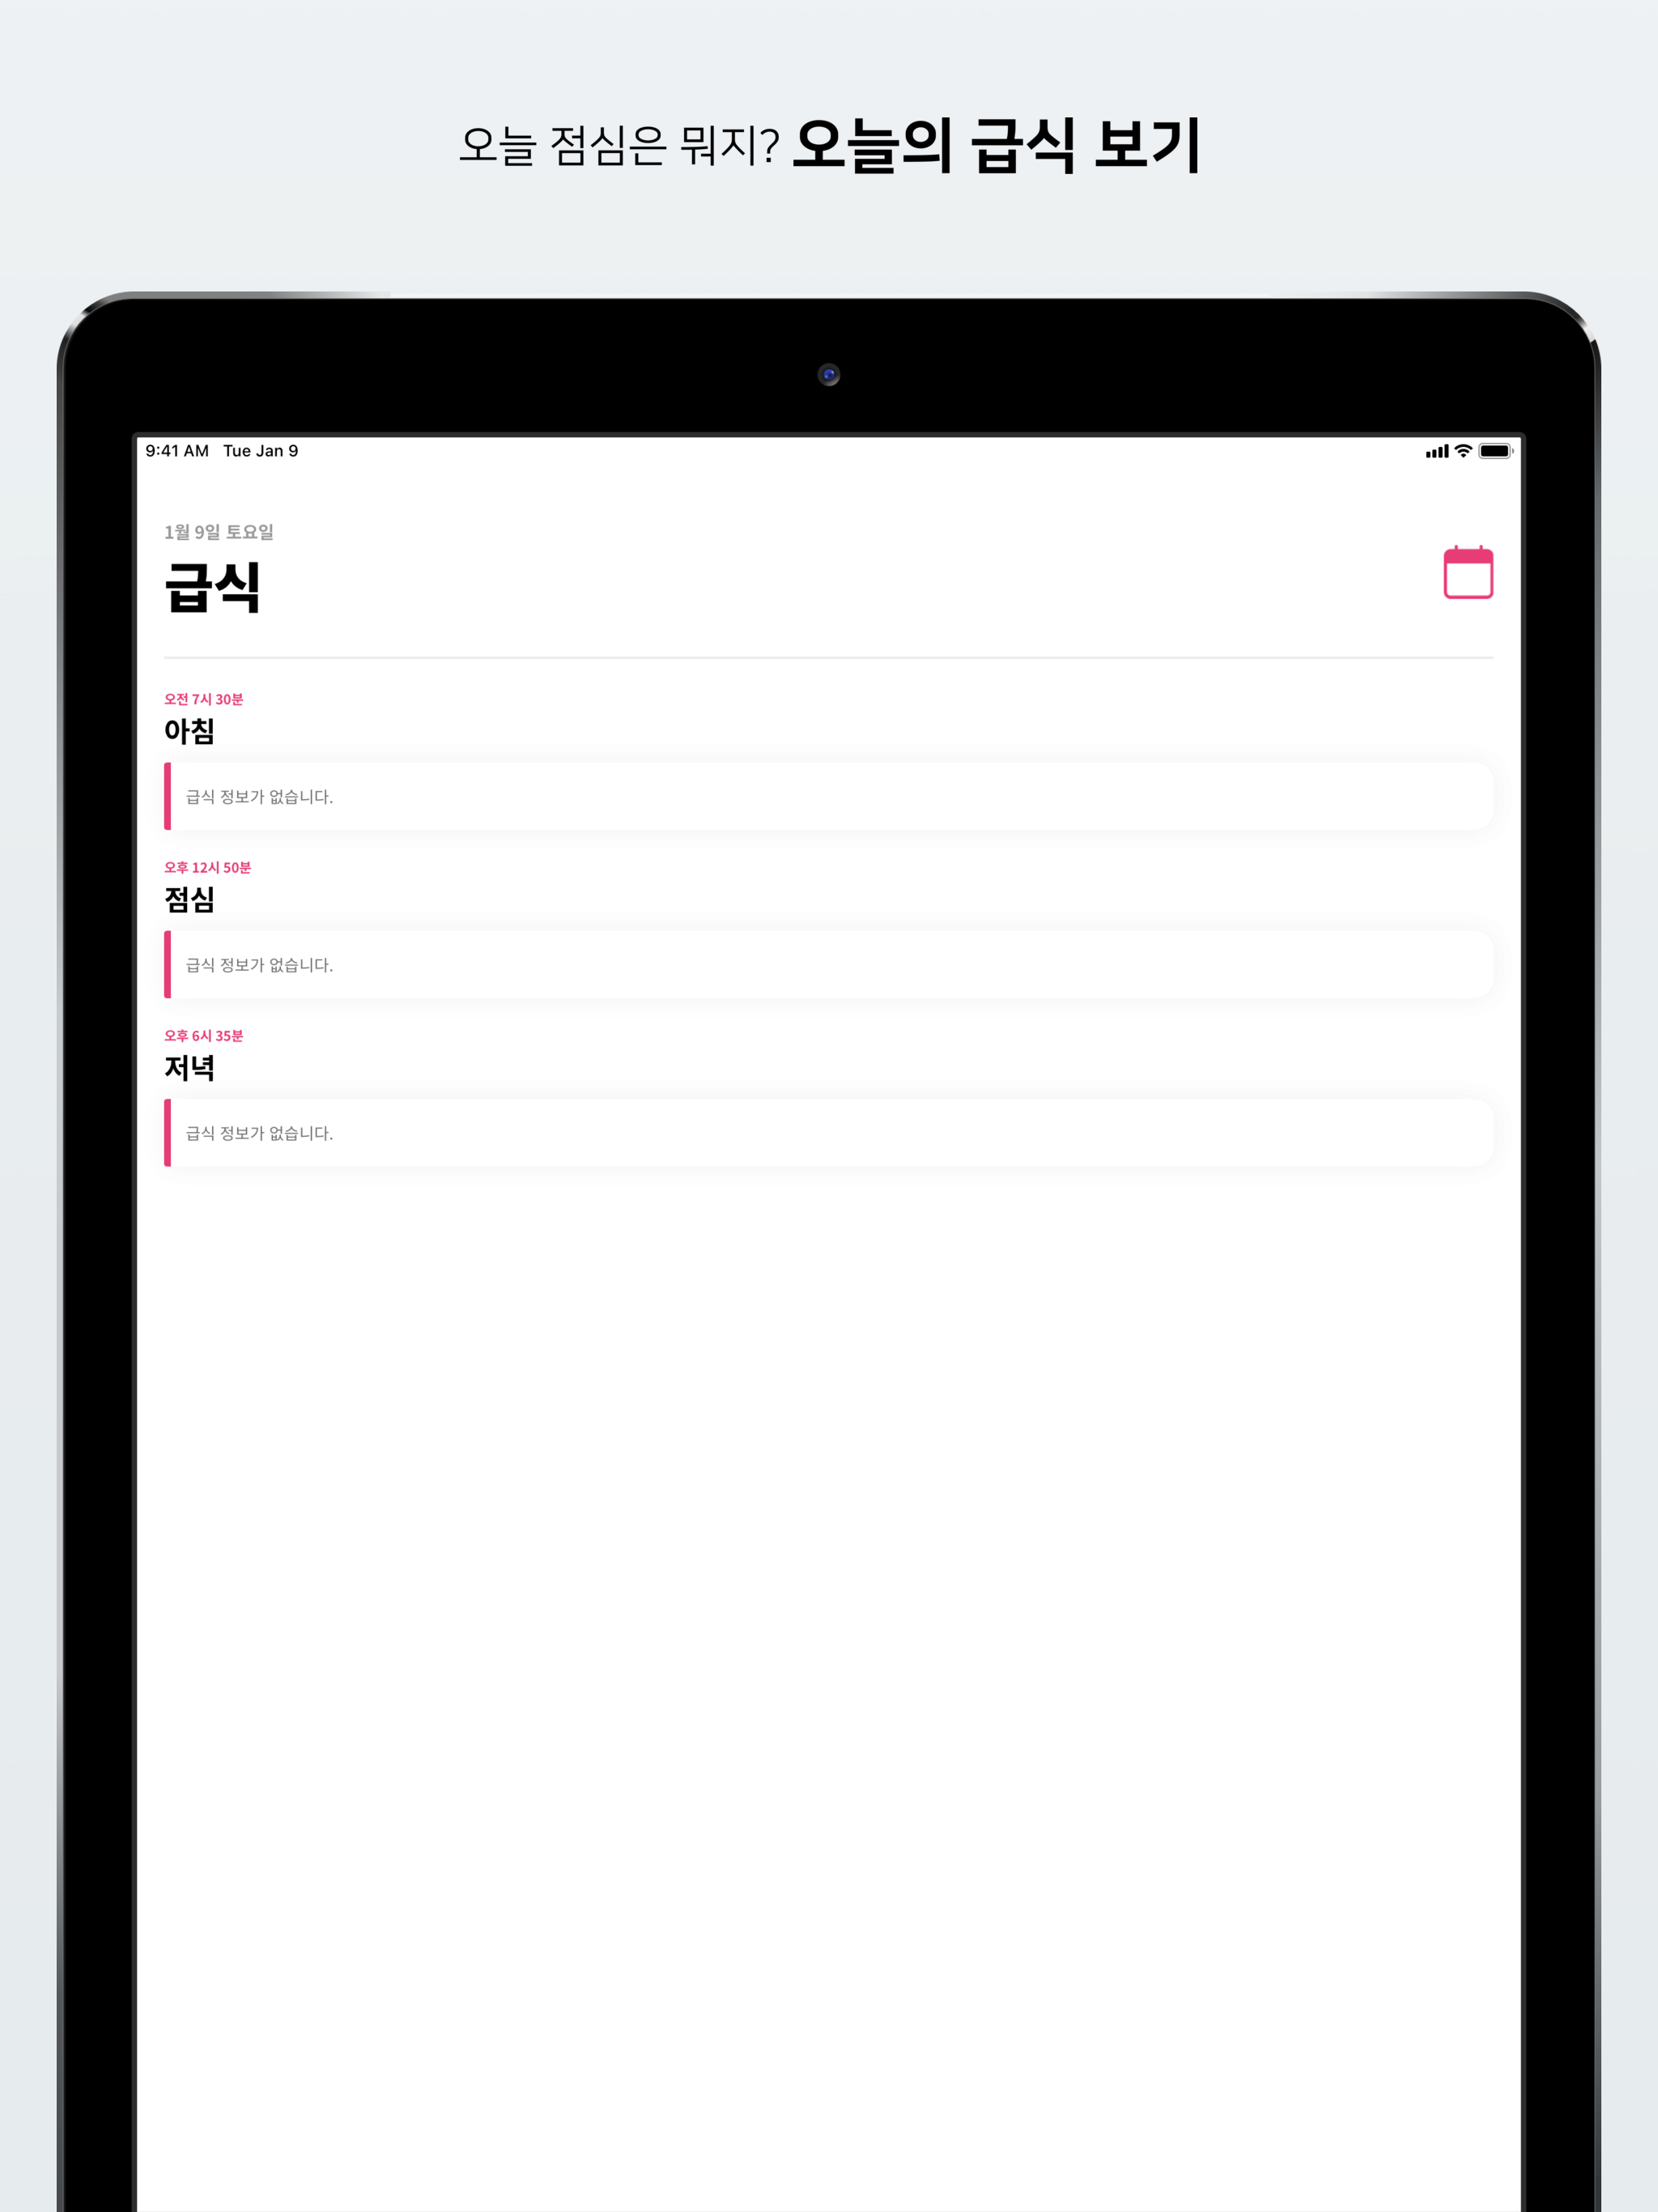 오늘 점심은 뭐지? 오늘의 급식 보기
9:41 AM Tue Jan 9
1월 9일 토요일
급식
오전 7시 30분
아침
급식 정보가 없습니다.
오후 12시 50분
점심
급식 정보가 없습니다.
오후 6시 35분
저녁
급식 정보가 없습니다.